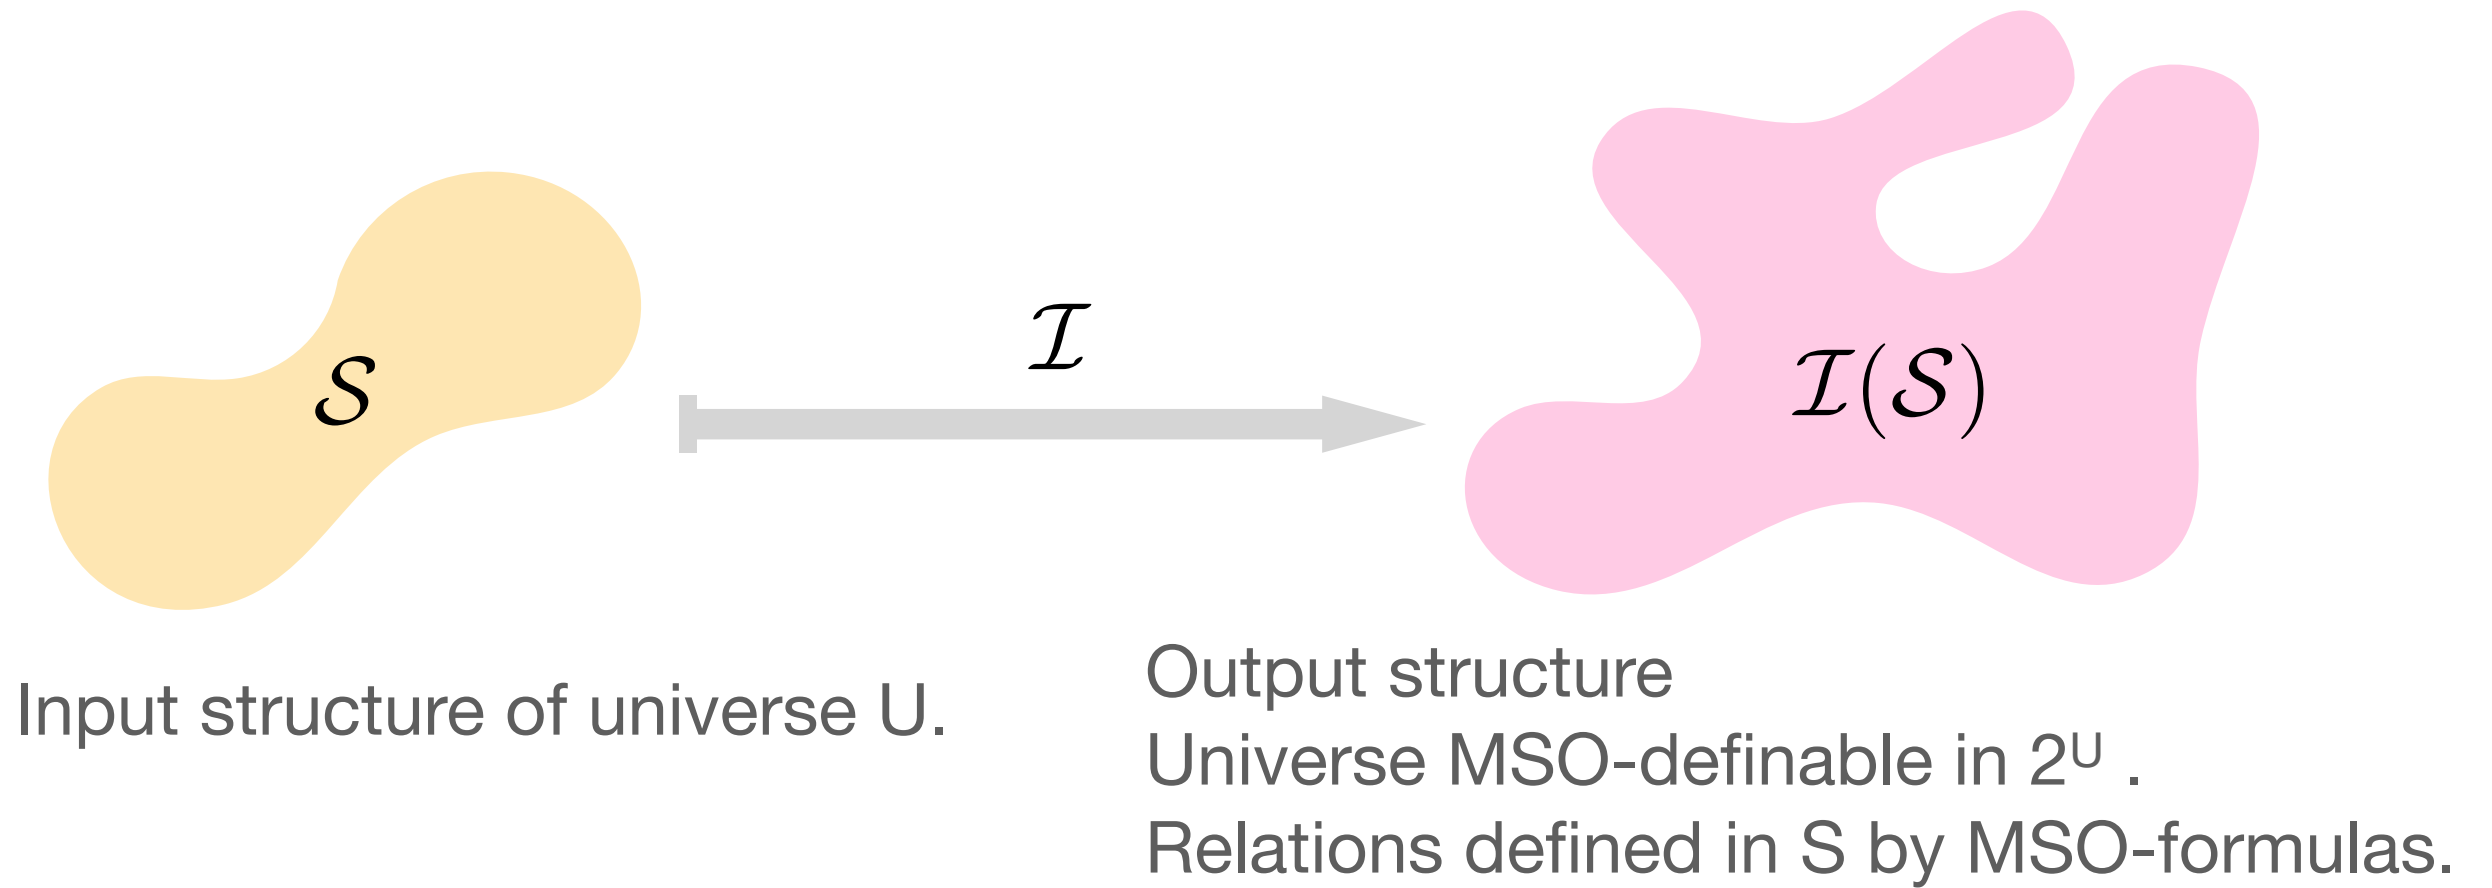 𝒮
ℐ
ℐ(𝒮)
Input structure of universe U.
Output structure
Universe MSO-definable in 2ᵁ .
Relations defined in S by MSO-formulas.